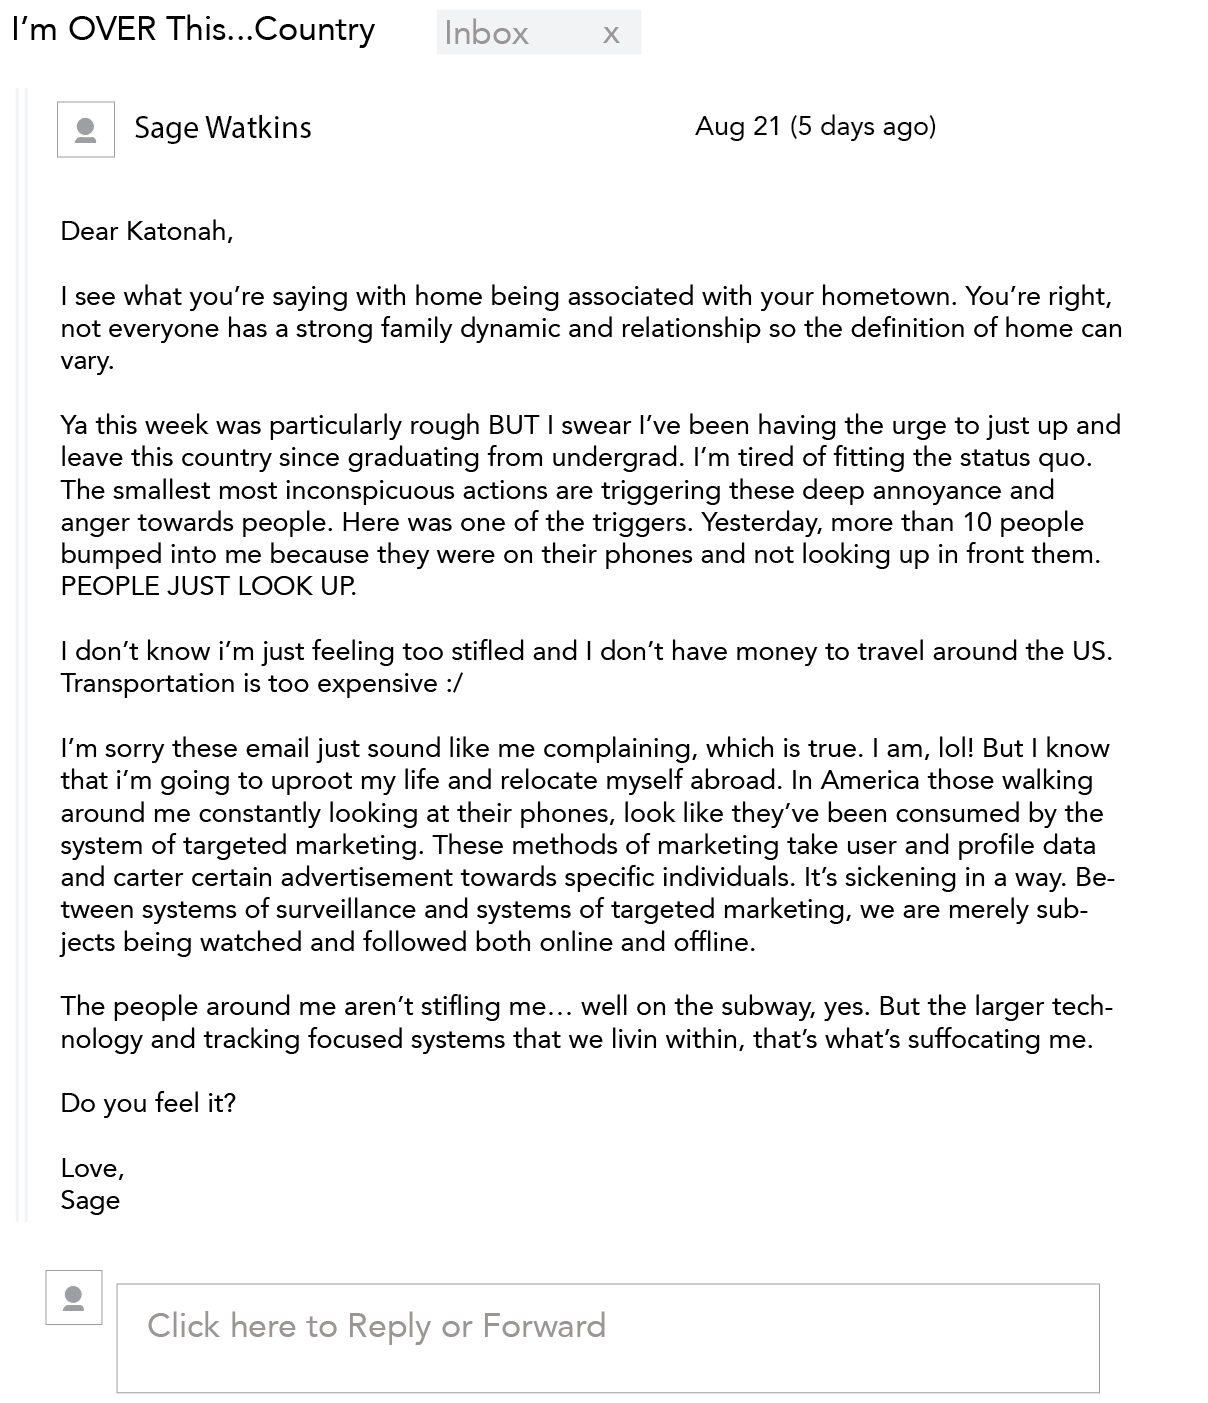 I’m OVER This...Country
Inbox x
Sage Watkins
Aug 21 (5 days ago)
Dear Katonah,
I see what you’re saying with home being associated with your hometown. You’re right,
not everyone has a strong family dynamic and relationship so the definition of home can
vary.
Ya this week was particularly rough BUT I swear I’ve been having the urge to just up and
leave this country since graduating from undergrad. I’m tired of fitting the status quo.
The smallest most inconspicuous actions are triggering these deep annoyance and
anger towards people. Here was one of the triggers. Yesterday, more than 10 people
bumped into me because they were on their phones and not looking up in front them.
PEOPLE JUST LOOK UP.
I don’t know i’m just feeling too stifled and I don’t have money to travel around the US.
Transportation is too expensive :/
I’m sorry these email just sound like me complaining, which is true. I am, lol! But I know
that i’m going to uproot my life and relocate myself abroad. In America those walking
around me constantly looking at their phones, look like they’ve been consumed by the
system of targeted marketing. These methods of marketing take user and profile data
and carter certain advertisement towards specific individuals. It’s sickening in a way. Be-
tween systems of surveillance and systems of targeted marketing, we are merely sub-
jects being watched and followed both online and offline.
The people around me aren’t stifling me… well on the subway, yes. But the larger tech-
nology and tracking focused systems that we livin within, that’s what’s suffocating me.
Do you feel it?
Love,
Sage
Click here to Reply or Forward